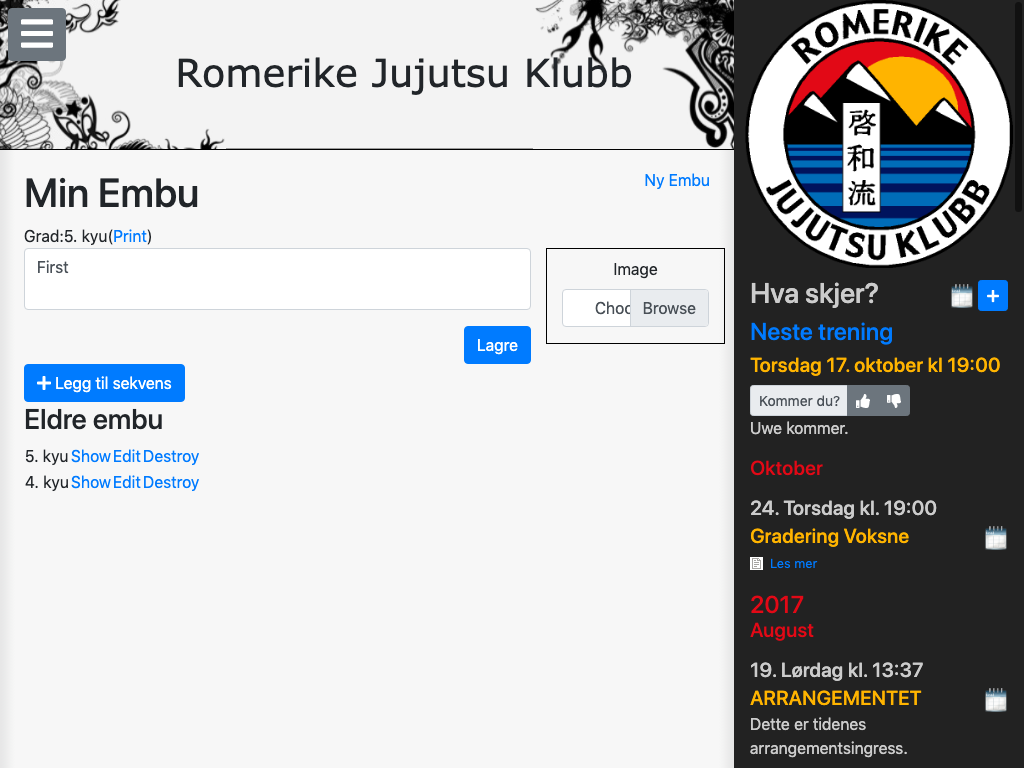 Romerike Jujutsu Klubb
Min Embu
Ny Embu
Grad:5. kyu(Print)
First
Image
Choo
Browse
Lagre
Legg til sekvens
Eldre embu
5. kyu Show Edit Destroy
4. kyu Show Edit Destroy
ROMERIKE
啓和流
JUJUTSU KLUBB
Hva skjer?
Neste trening
Torsdag 17. oktober kl 19:00
Kommer du?
Uwe kommer.
Oktober
24. Torsdag kl. 19:00
Gradering Voksne
Les mer
2017
August
19. Lørdag kl. 13:37
ARRANGEMENTET
Dette er tidenes
arrangementsingress.